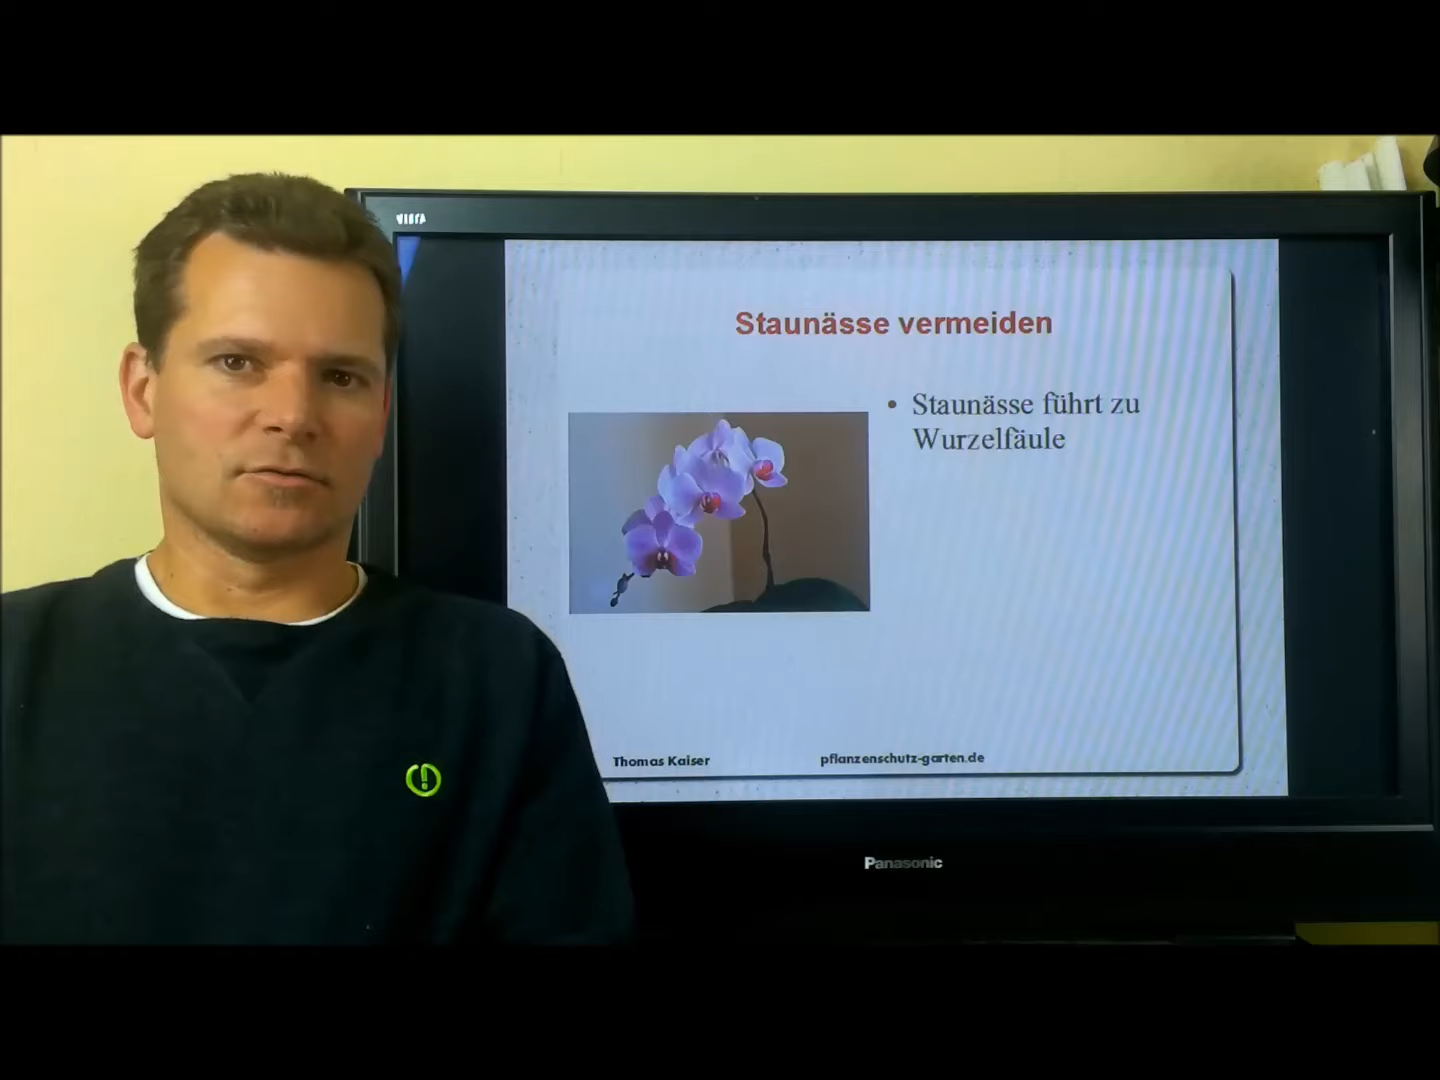 VIErA
Staunässe vermeiden
• Staunässe führt zu
Wurzelfäule
Thomas Kaiser
pflanzenschutz-garten.de
Panasonic